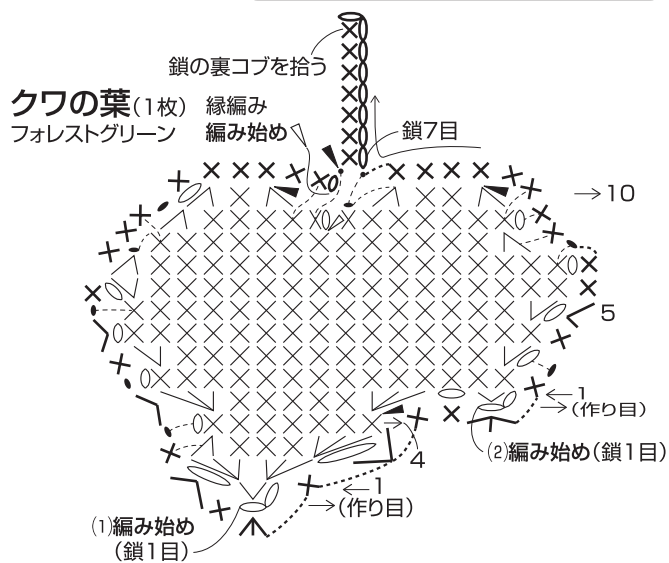 鎖の裏コブを拾う
クワの葉(1枚)
フォレストグリーン
縁編み
編み始め
鎖7目
10
5
1
(作り目)
(2)編み始め(鎖1目)
4
1
(作り目)
(1)編み始め
(鎖1目)